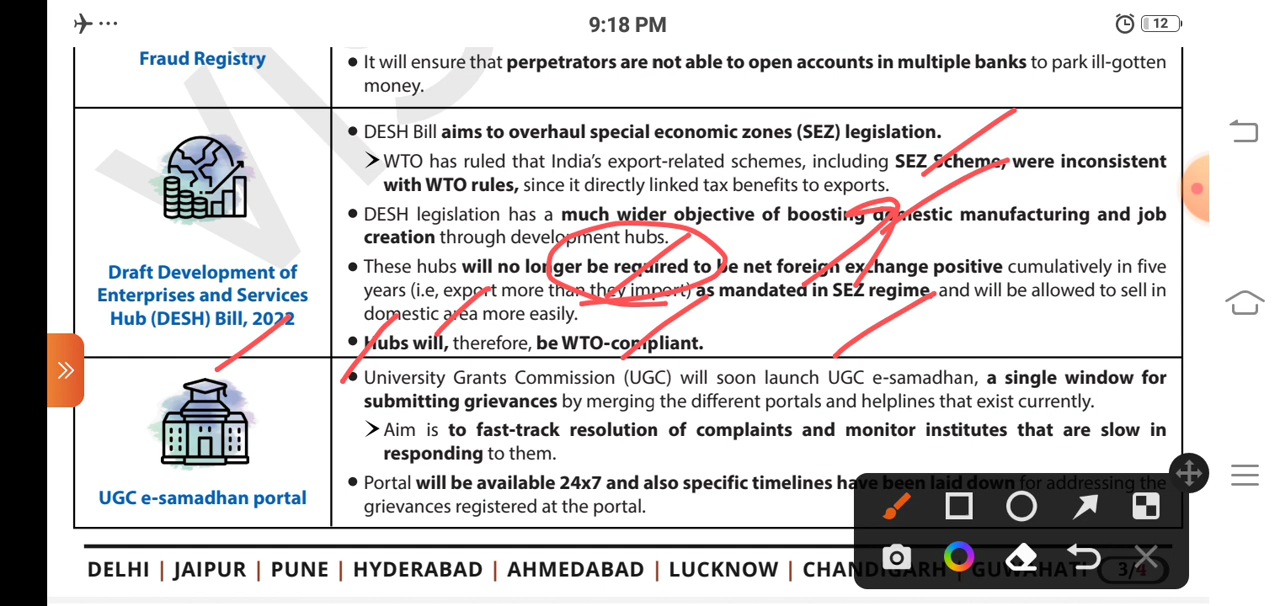 9:18 PM
12
Fraud Registry
• It will ensure that perpetrators are not able to open accounts in multiple banks to park ill-gotten
money.
Draft Development of
Enterprises and Services
Hub (DESH) Bill, 2022
• DESH Bill aims to overhaul special economic zones (SEZ) legislation.
➢ WTO has ruled that India's export-related schemes, including SEZ Scheme, were inconsistent
with WTO rules, since it directly linked tax benefits to exports.
• DESH legislation has a much wider objective of boosting domestic manufacturing and job
creation through development hubs.
• These hubs will no longer be required to be net foreign exchange positive cumulatively in five
years (i.e, export more than they import) as mandated in SEZ regime, and will be allowed to sell in
domestic area more easily.
• Hubs will, therefore, be WTO-compliant.
UGC e-samadhan portal
• University Grants Commission (UGC) will soon launch UGC e-samadhan, a single window for
submitting grievances by merging the different portals and helplines that exist currently.
➢ Aim is to fast-track resolution of complaints and monitor institutes that are slow in
responding to them.
• Portal will be available 24x7 and also specific timelines have been laid down for addressing the
grievances registered at the portal.
DELHI | JAIPUR | PUNE | HYDERABAD | AHMEDABAD | LUCKNOW | CHANDIGARH | GUWAHATI
3/4